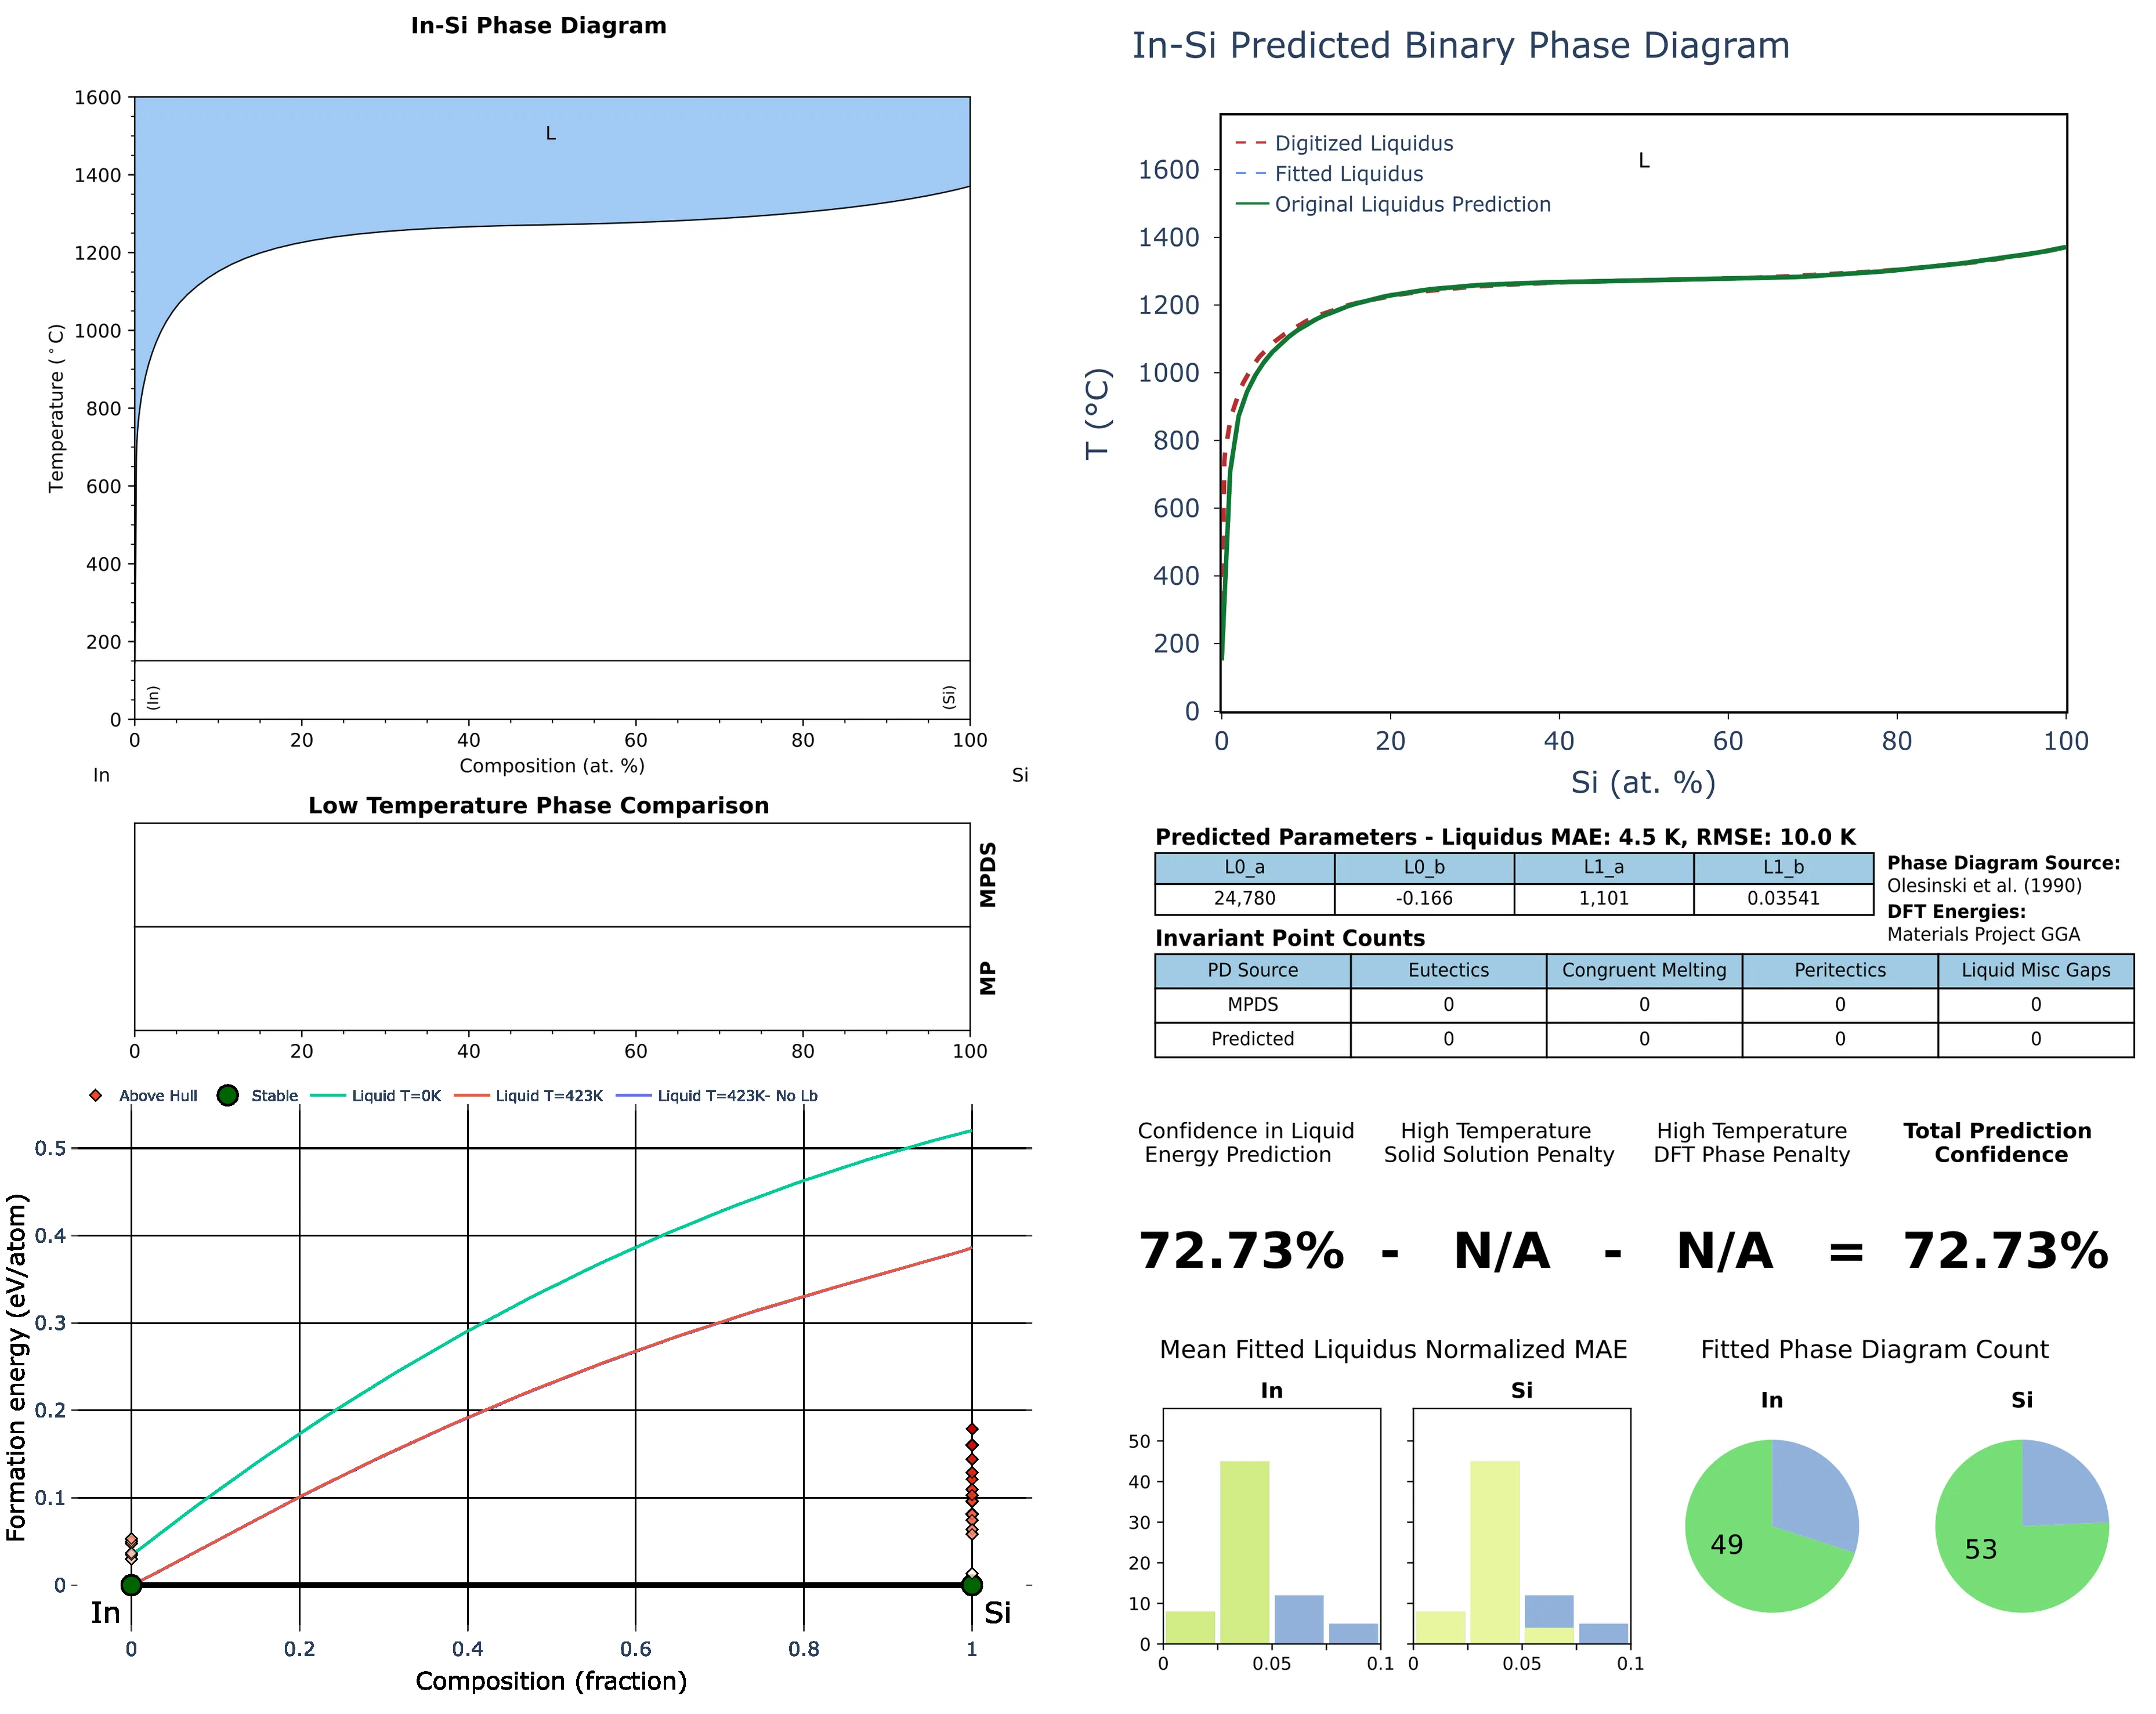 In-Si Phase Diagram
1600
1400
1200
1000
800
600
400
200
0
Temperature (°C)
L
(In)
(Si)
0 20 40 60 80 100
Composition (at. %)
In Si
Low Temperature Phase Comparison
MPDS
MP
0 20 40 60 80 100
Above Hull Stable Liquid T=0K Liquid T=423K Liquid T=423K- No Lb
0.5
0.4
0.3
0.2
0.1
0
Formation energy (eV/atom)
In Si
0 0.2 0.4 0.6 0.8 1
Composition (fraction)
In-Si Predicted Binary Phase Diagram
Digitized Liquidus
Fitted Liquidus
Original Liquidus Prediction
L
1600
1400
1200
1000
800
600
400
200
0
T (°C)
0 20 40 60 80 100
Si (at. %)
Predicted Parameters - Liquidus MAE: 4.5 K, RMSE: 10.0 K
L0_a L0_b L1_a L1_b
24,780 -0.166 1,101 0.03541
Phase Diagram Source:
Olesinski et al. (1990)
DFT Energies:
Materials Project GGA
Invariant Point Counts
PD Source Eutectics Congruent Melting Peritectics Liquid Misc Gaps
MPDS 0 0 0 0
Predicted 0 0 0 0
Confidence in Liquid
Energy Prediction
High Temperature
Solid Solution Penalty
High Temperature
DFT Phase Penalty
Total Prediction
Confidence
72.73% - N/A - N/A = 72.73%
Mean Fitted Liquidus Normalized MAE
In Si
50
40
30
20
10
0
0 0.05 0.1 0 0.05 0.1
Fitted Phase Diagram Count
In Si
49 53